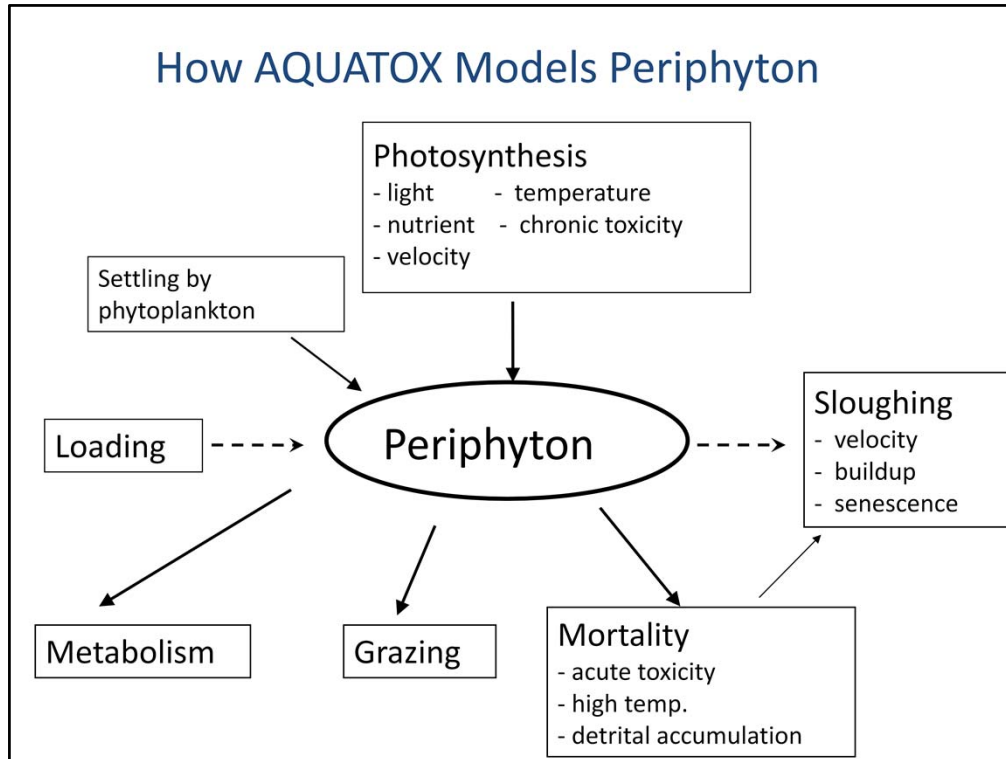 How AQUATOX Models Periphyton
Photosynthesis
- light - temperature
- nutrient - chronic toxicity
- velocity
Settling by
phytoplankton
Loading
Periphyton
Sloughing
- velocity
- buildup
- senescence
Metabolism
Grazing
Mortality
- acute toxicity
- high temp.
- detrital accumulation